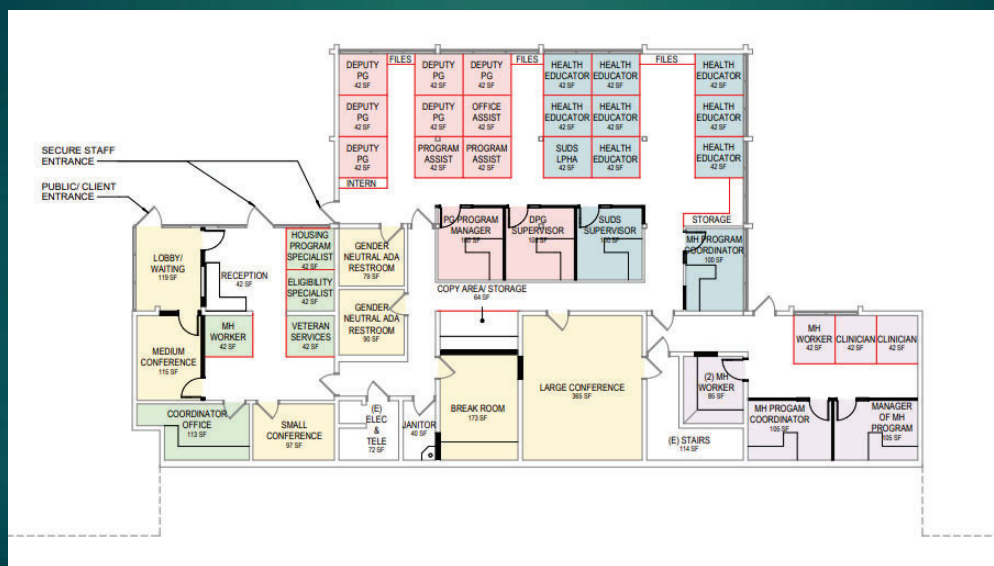 DEPUTY
PG
42 SF
FILES
DEPUTY
PG
42 SF
DEPUTY
PG
42 SF
FILES
HEALTH
EDUCATOR
42 SF
HEALTH
EDUCATOR
42 SF
FILES
HEALTH
EDUCATOR
42 SF
DEPUTY
PG
42 SF
DEPUTY
PG
42 SF
OFFICE
ASSIST
42 SF
HEALTH
EDUCATOR
42 SF
HEALTH
EDUCATOR
42 SF
HEALTH
EDUCATOR
42 SF
DEPUTY
PG
42 SF
PROGRAM
ASSIST
42 SF
PROGRAM
ASSIST
42 SF
SUDS
LPHA
42 SF
HEALTH
EDUCATOR
42 SF
HEALTH
EDUCATOR
42 SF
INTERN
SECURE STAFF
ENTRANCE
PUBLIC/ CLIENT
ENTRANCE
PG PROGRAM
MANAGER
100 SF
DPG
SUPERVISOR
100 SF
SUDS
SUPERVISOR
100 SF
STORAGE
MH PROGRAM
COORDINATOR
100 SF
LOBBY/
WAITING
119 SF
RECEPTION
42 SF
HOUSING
PROGRAM
SPECIALIST
42 SF
ELIGIBILITY
SPECIALIST
42 SF
VETERAN
SERVICES
42 SF
GENDER
NEUTRAL ADA
RESTROOM
79 SF
GENDER
NEUTRAL ADA
RESTROOM
90 SF
COPY AREA/ STORAGE
64 SF
MH
WORKER
42 SF
MEDIUM
CONFERENCE
115 SF
COORDINATOR
OFFICE
113 SF
SMALL
CONFERENCE
97 SF
(E)
ELEC
&
TELE
72 SF
JANITOR
40 SF
BREAK ROOM
173 SF
LARGE CONFERENCE
365 SF
(E) STAIRS
114 SF
(2) MH
WORKER
85 SF
MH
WORKER
42 SF
CLINICIAN
42 SF
CLINICIAN
42 SF
MH PROGAM
COORDINATOR
105 SF
MANAGER
OF MH
PROGRAM
105 SF